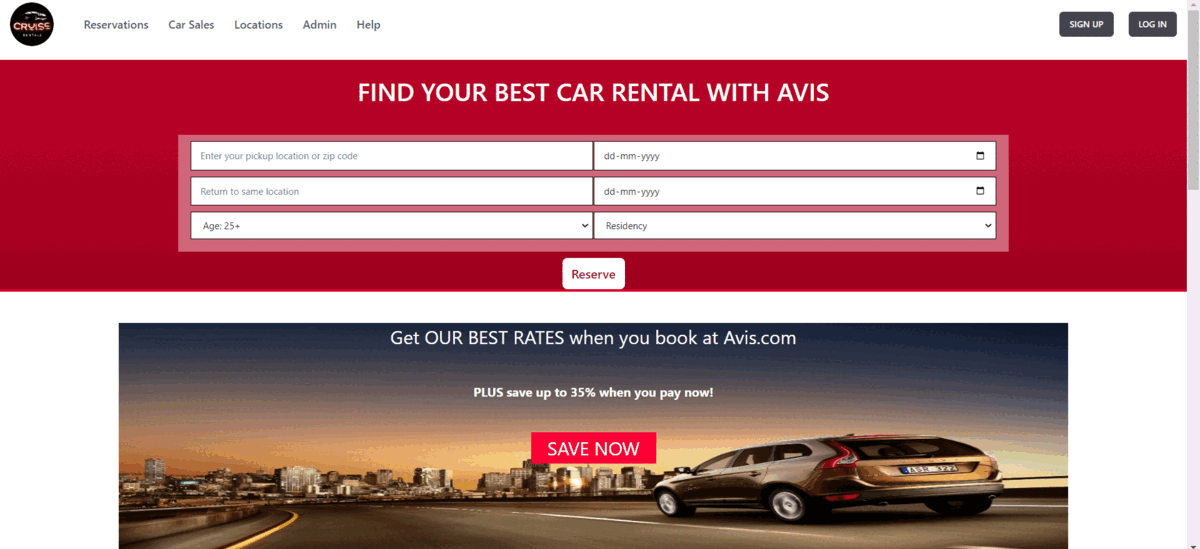 CRUISE
RENTALS
Reservations Car Sales Locations Admin Help SIGN UP LOG IN
FIND YOUR BEST CAR RENTAL WITH AVIS
Enter your pickup location or zip code dd-mm-yyyy
Return to same location dd-mm-yyyy
Age: 25+ Residency
Reserve
Get OUR BEST RATES when you book at Avis.com
PLUS save up to 35% when you pay now!
SAVE NOW